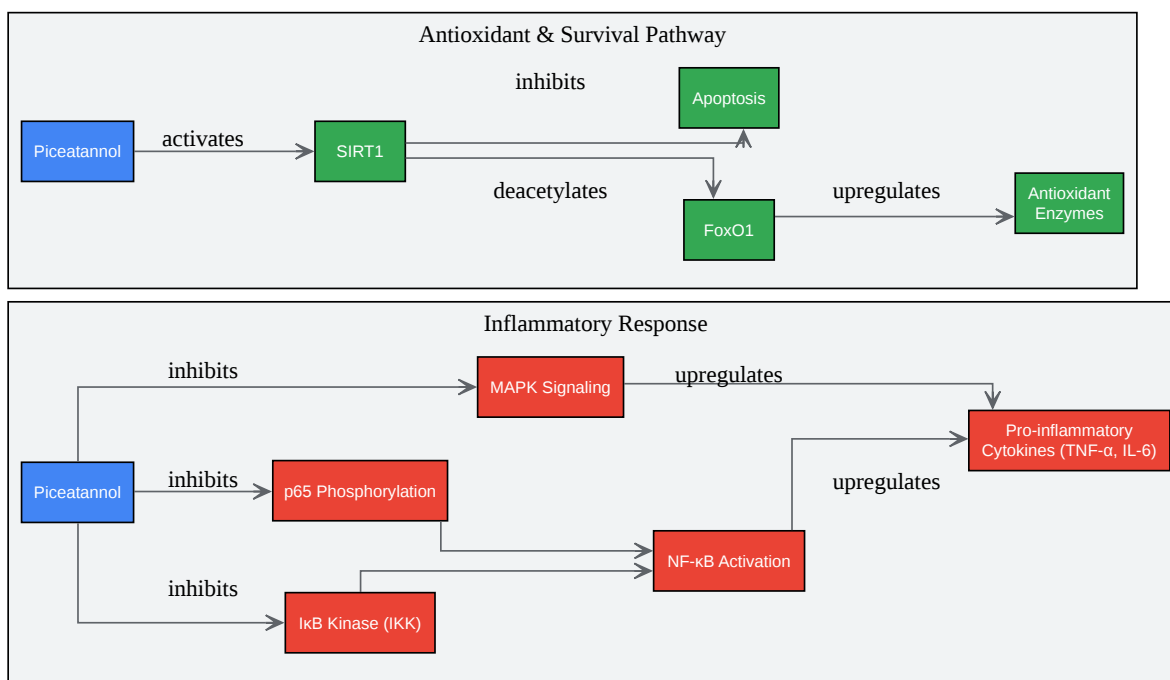 Antioxidant & Survival Pathway
inhibits
Apoptosis
Piceatannol
activates
SIRT1
deacetylates
FoxO1
upregulates
Antioxidant
Enzymes
Inflammatory Response
inhibits
MAPK Signaling
upregulates
Pro-inflammatory
Cytokines (TNF-α, IL-6)
Piceatannol
inhibits
p65 Phosphorylation
upregulates
NF-κB Activation
inhibits
IκB Kinase (IKK)